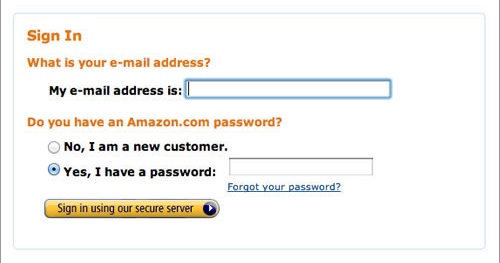 Sign In
What is your e-mail address?
My e-mail address is:
Do you have an Amazon.com password?
No, I am a new customer.
Yes, I have a password:
Forgot your password?
Sign in using our secure server